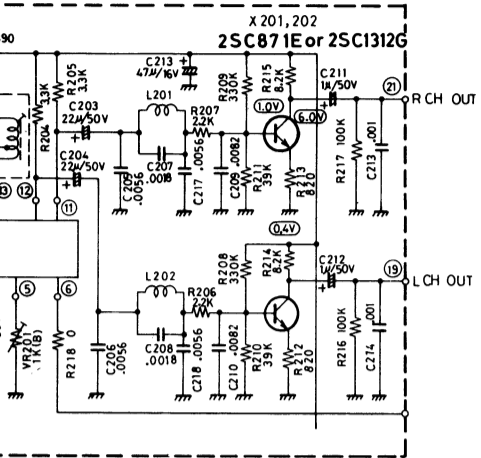 X 201, 202
2SC871E or 2SC1312G
90
C213
47μ/16V
R209
330K
R215
8.2K
C211
1μ/50V
21
R CH OUT
R205
3.3K
3.3K
R204
C203
22μ/50V
L201
R207
2.2K
1.0V
6.0V
C204
22μ/50V
C205
.0056
C207
.0018
C217 .0056
C209 .0082
R211
39K
R213
820
R217 100K
C213 .001
13
12
11
0.4V
R208
330K
R214
8.2K
C212
1μ/50V
19
L CH OUT
L202
R206
2.2K
5
6
VR201
1K(B)
R218 0
C206
.0056
C208
.0018
C218 .0056
C210 .0082
R210
39K
R212
820
R216 100K
C214 .001